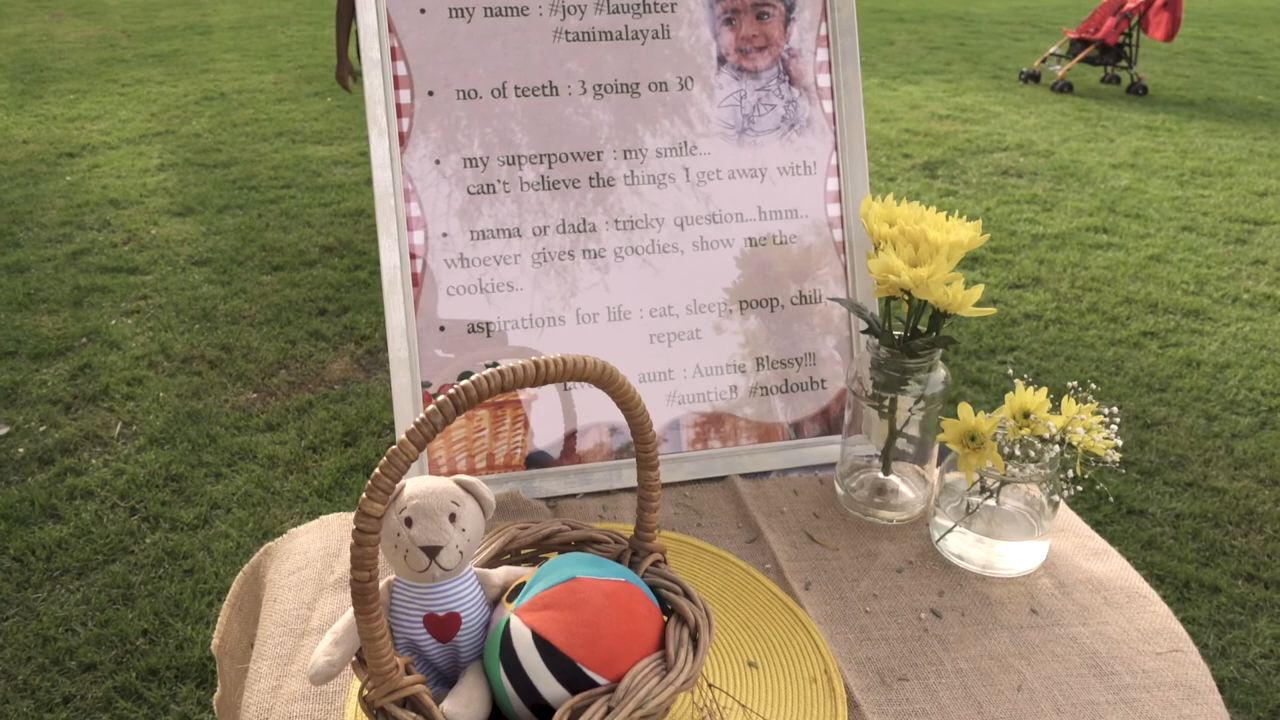 • my name : #joy #laughter
#tanimalayali
• no. of teeth : 3 going on 30
• my superpower : my smile...
can't believe the things I get away with!
• mama or dada : tricky question...hmm..
whoever gives me goodies, show me the
cookies..
• aspirations for life : eat, sleep, poop, chill,
repeat
aunt : Auntie Blessy!!!
#auntieB #nodoubt